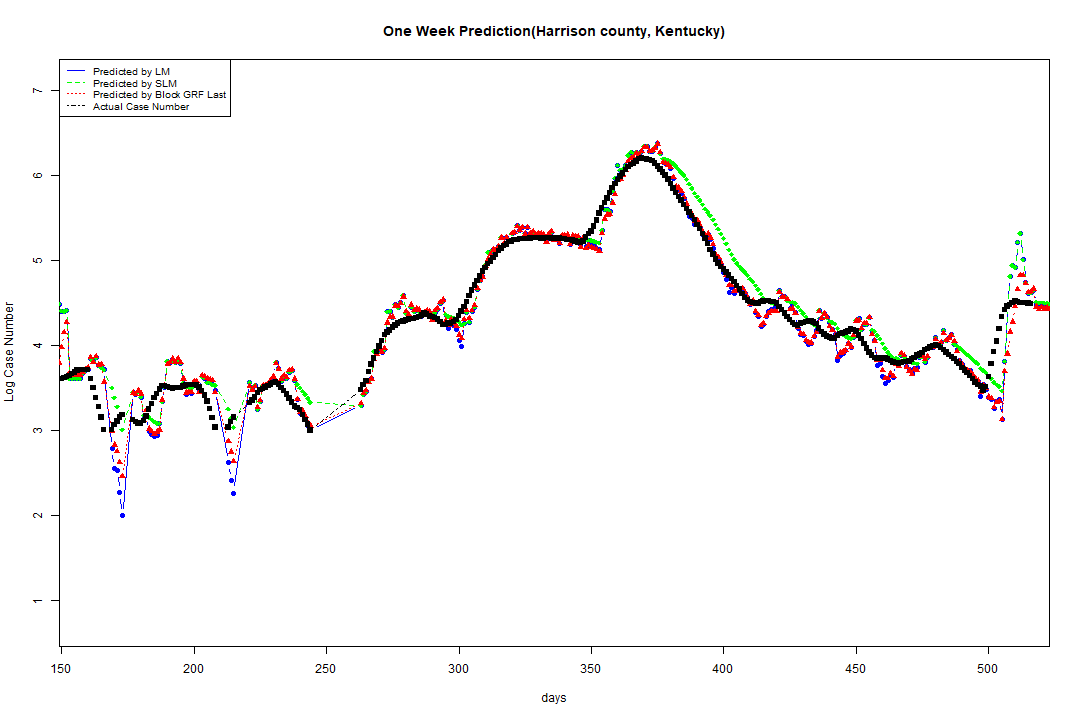 One Week Prediction(Harrison county, Kentucky)
Predicted by LM
Predicted by SLM
Predicted by Block GRF Last
Actual Case Number
7
6
5
4
3
2
1
Log Case Number
150 200 250 300 350 400 450 500
days